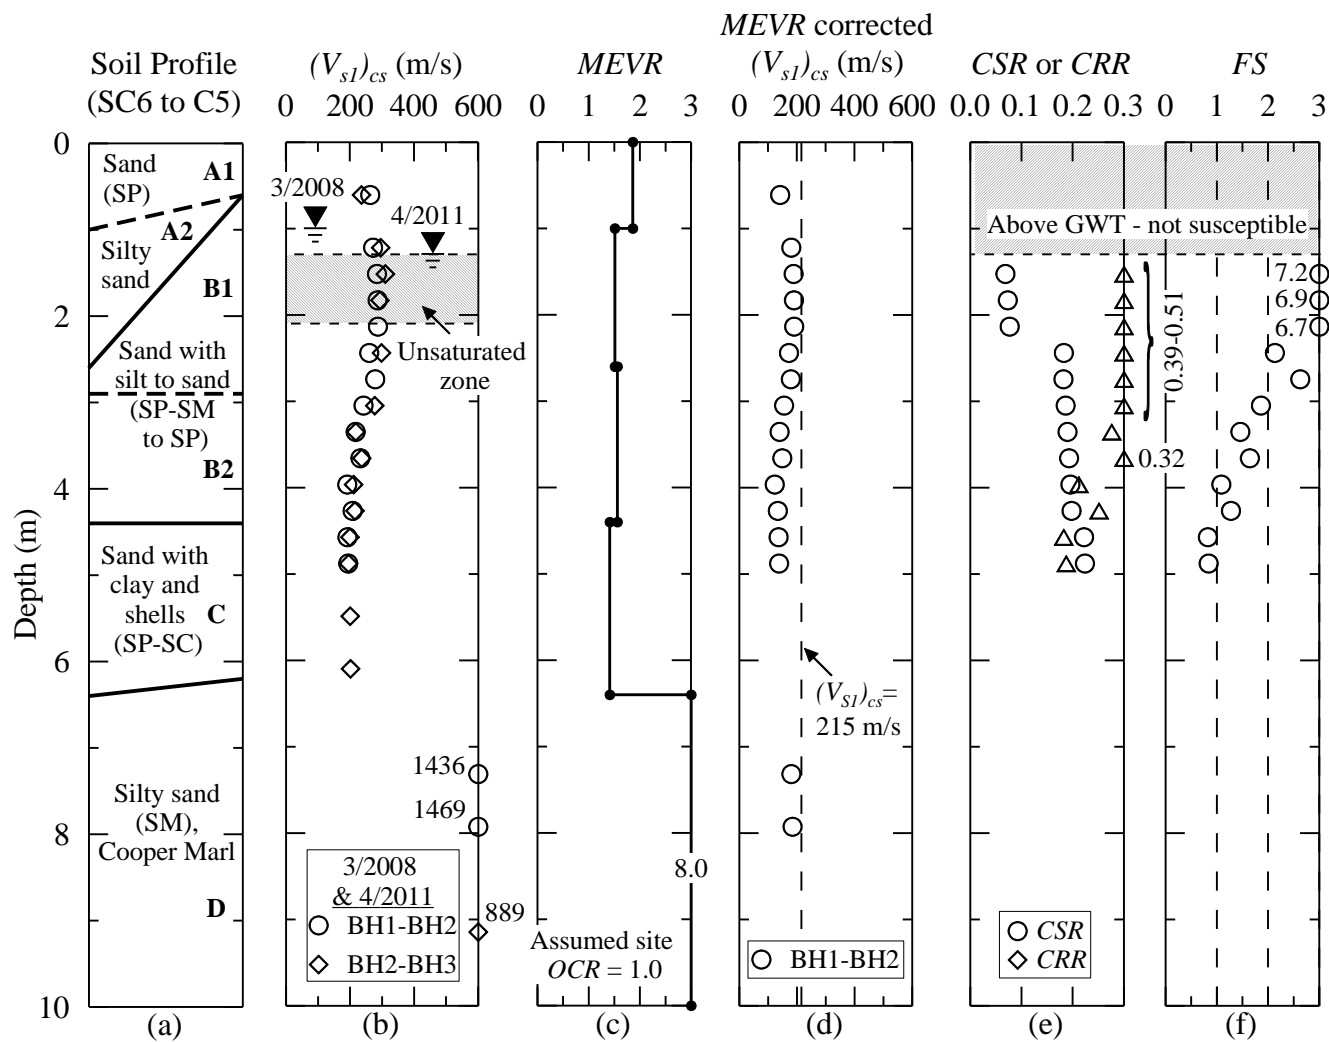 Soil Profile
(SC6 to C5)
(Vs1)cs (m/s)
0 200 400 600
MEVR
0 1 2 3
MEVR corrected
(Vs1)cs (m/s)
0 200 400 600
CSR or CRR
0.0 0.1 0.2 0.3
FS
0 1 2 3
Depth (m)
0
2
4
6
8
10
Sand
(SP)
A1
A2
Silty
sand
B1
Sand with
silt to sand
(SP-SM
to SP)
B2
Sand with
clay and
shells
(SP-SC)
C
Silty sand
(SM),
Cooper Marl
D
(a)
3/2008
4/2011
Unsaturated
zone
1436
1469
889
3/2008
& 4/2011
BH1-BH2
BH2-BH3
(b)
8.0
Assumed site
OCR = 1.0
(c)
(VS1)cs=
215 m/s
BH1-BH2
(d)
Above GWT - not susceptible
0.39-0.51
0.32
CSR
CRR
(e)
7.2
6.9
6.7
(f)